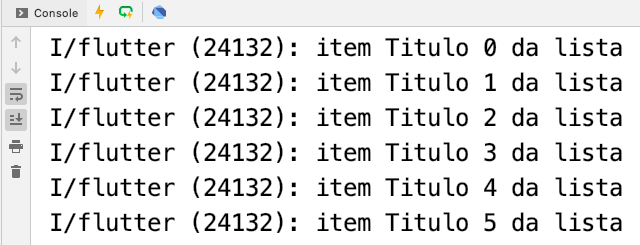 Console
I/flutter (24132): item Titulo 0 da lista
I/flutter (24132): item Titulo 1 da lista
I/flutter (24132): item Titulo 2 da lista
I/flutter (24132): item Titulo 3 da lista
I/flutter (24132): item Titulo 4 da lista
I/flutter (24132): item Titulo 5 da lista